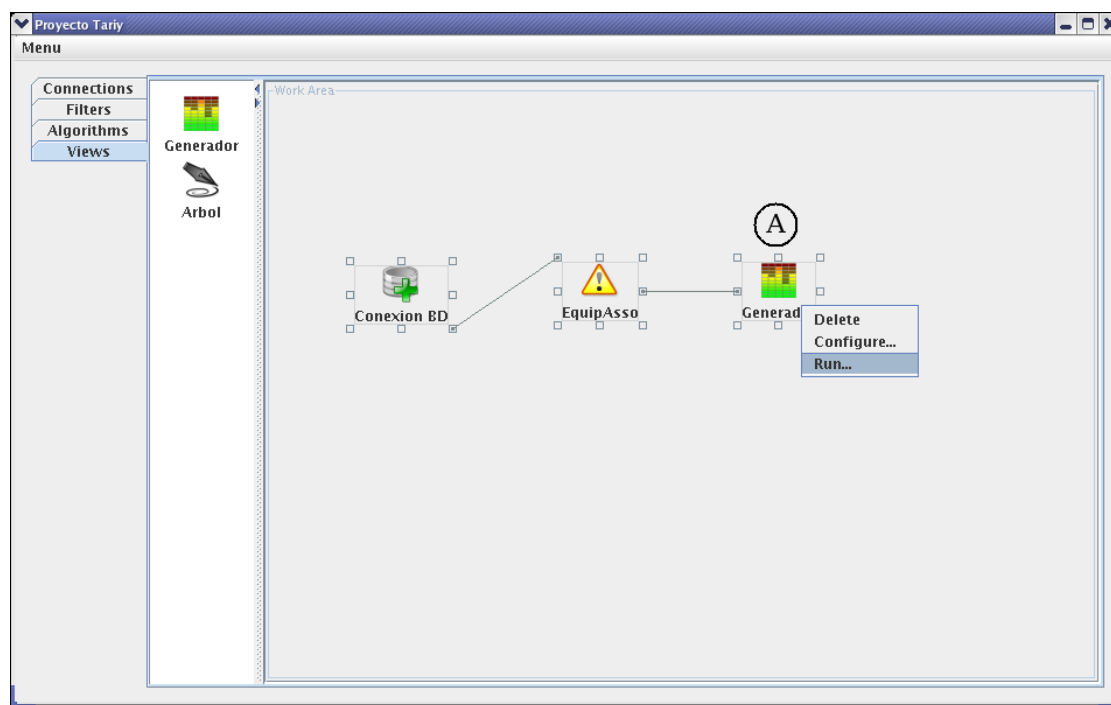 Proyecto Tariy
Menu
Connections
Filters
Algorithms
Views
Generador
Arbol
Work Area
A
Conexion BD
EquipAsso
Generad
Delete
Configure...
Run...